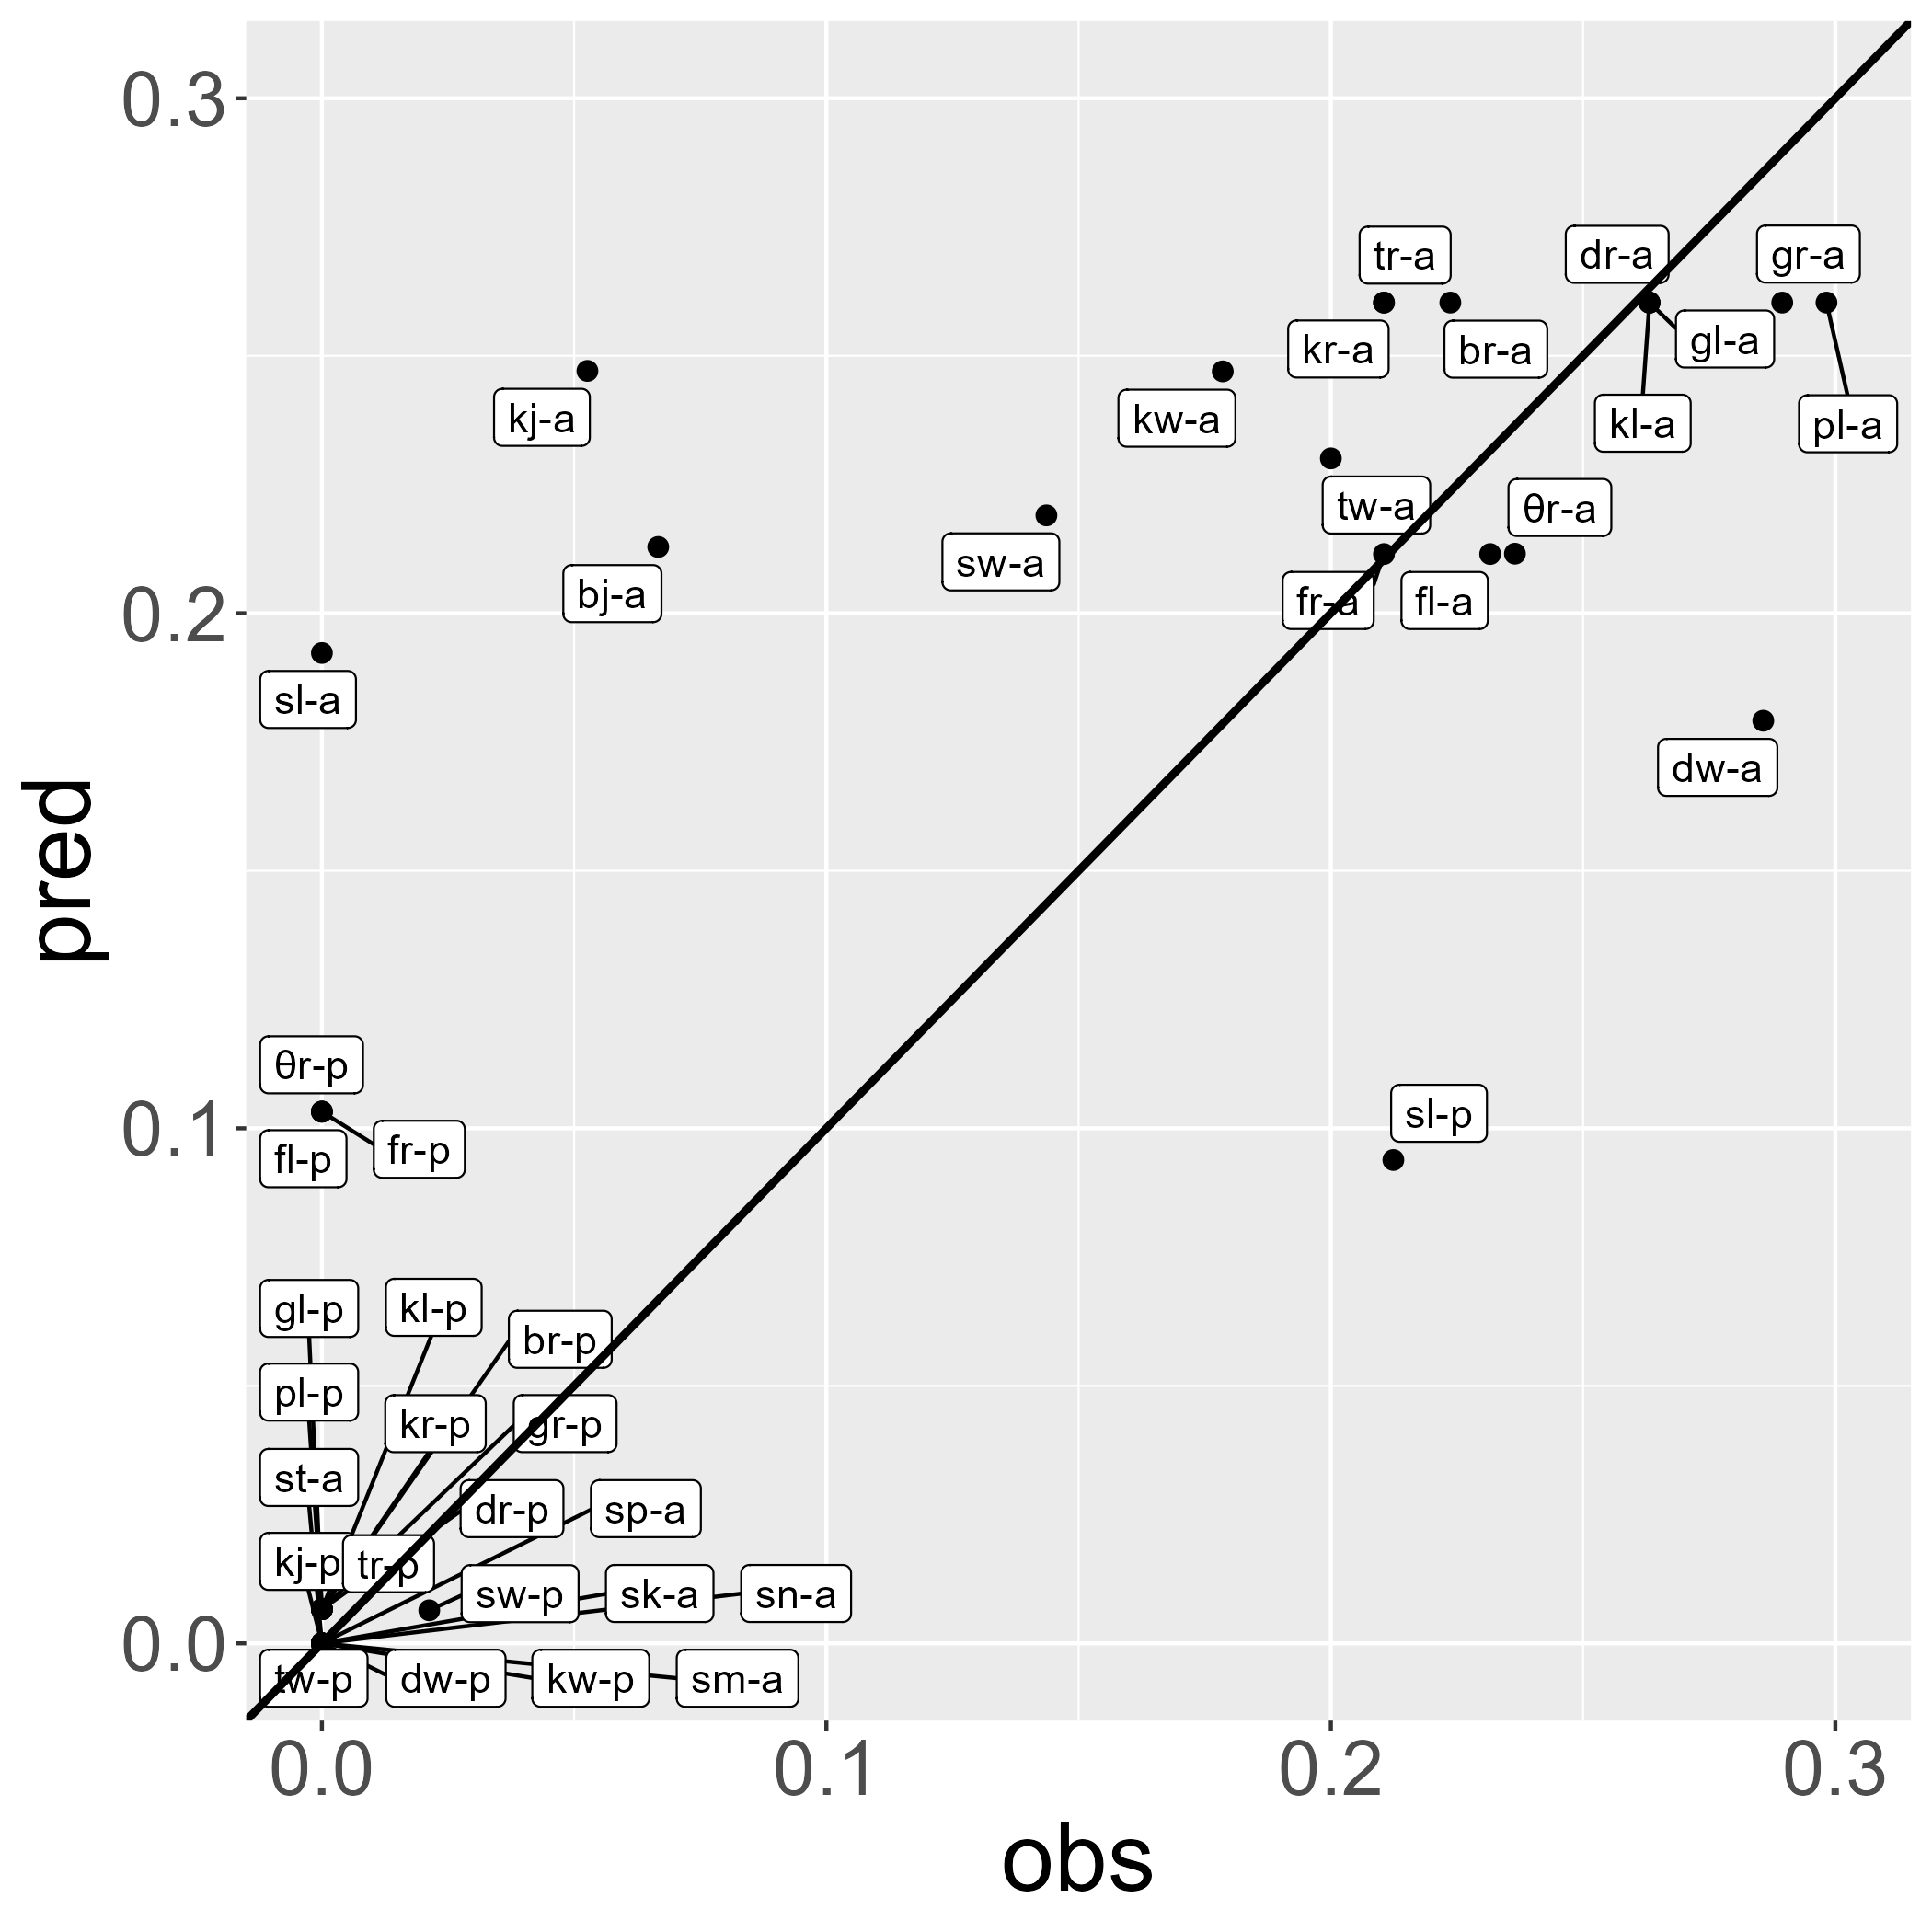 0.3
tr-a
dr-a
gr-a
kr-a
br-a
gl-a
kj-a
kw-a
kl-a
pl-a
tw-a
θr-a
sw-a
bj-a
fr-a
fl-a
0.2
sl-a
dw-a
pred
θr-p
sl-p
0.1
fl-p
fr-p
gl-p
kl-p
br-p
pl-p
kr-p
gr-p
st-a
dr-p
sp-a
kj-p
tr-p
sw-p
sk-a
sn-a
0.0
tw-p
dw-p
kw-p
sm-a
0.0
0.1
0.2
0.3
obs